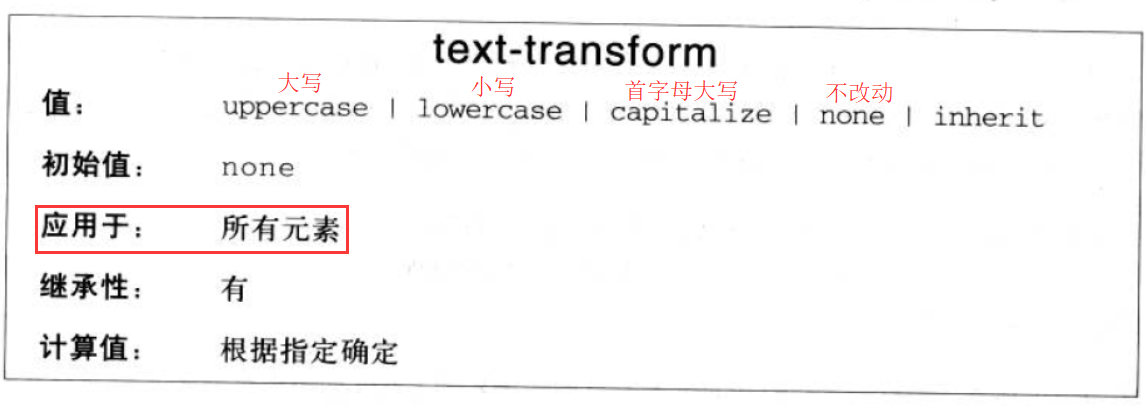 text-transform
大写 小写 首字母大写 不改动
值： uppercase | lowercase | capitalize | none | inherit
初始值： none
应用于： 所有元素
继承性： 有
计算值： 根据指定确定